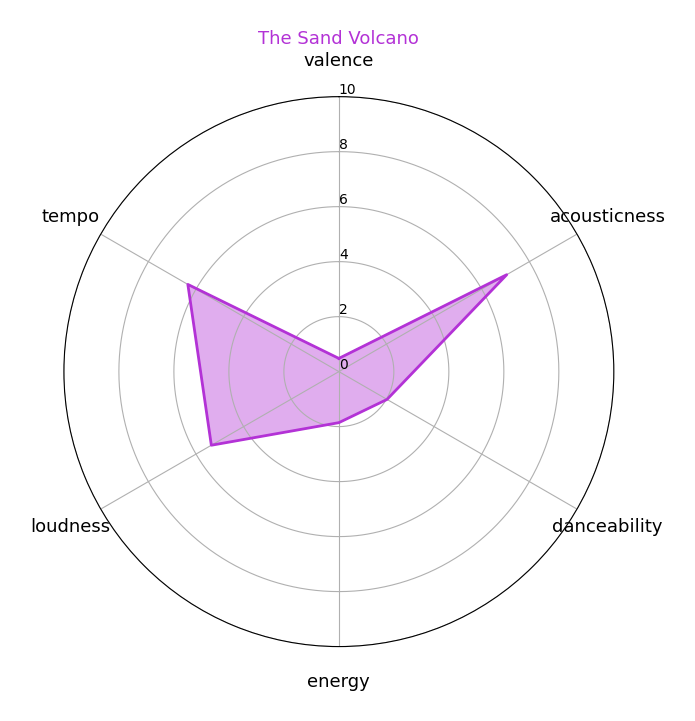 The Sand Volcano
valence
10
8
6
4
2
0
tempo
acousticness
loudness
danceability
energy